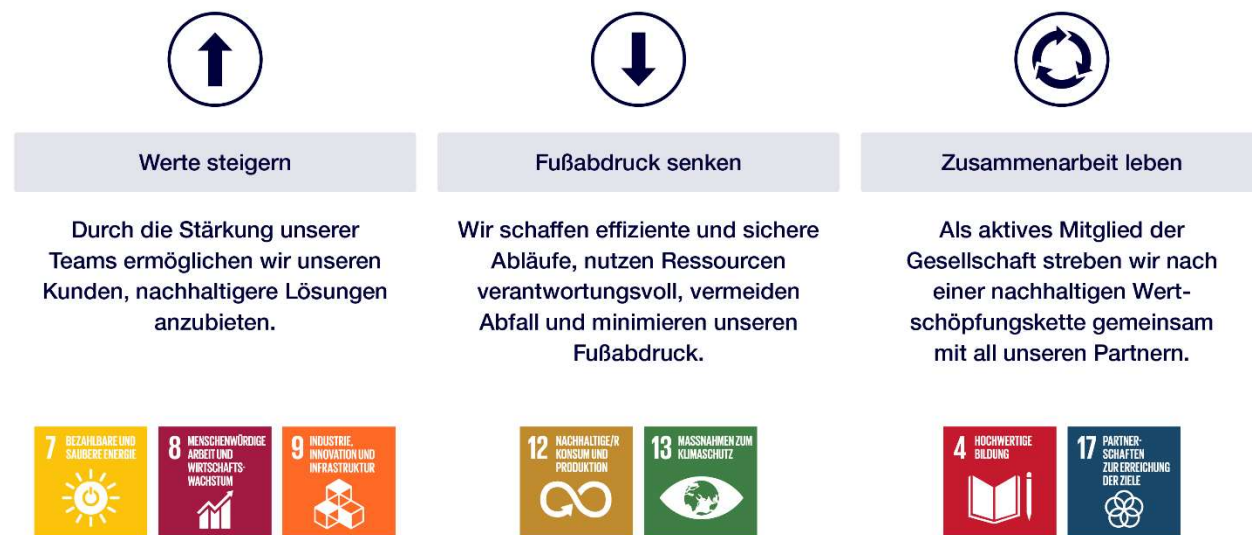 Werte steigern
Durch die Stärkung unserer
Teams ermöglichen wir unseren
Kunden, nachhaltigere Lösungen
anzubieten.
7 BEZAHLBARE UND
SAUBERE ENERGIE
8 MENSCHENWÜRDIGE
ARBEIT UND
WIRTSCHAFTS-
WACHSTUM
9 INDUSTRIE,
INNOVATION UND
INFRASTRUKTUR
Fußabdruck senken
Wir schaffen effiziente und sichere
Abläufe, nutzen Ressourcen
verantwortungsvoll, vermeiden
Abfall und minimieren unseren
Fußabdruck.
12 NACHHALTIGE/R
KONSUM UND
PRODUKTION
13 MASSNAHMEN ZUM
KLIMASCHUTZ
Zusammenarbeit leben
Als aktives Mitglied der
Gesellschaft streben wir nach
einer nachhaltigen Wert-
schöpfungskette gemeinsam
mit all unseren Partnern.
4 HOCHWERTIGE
BILDUNG
17 PARTNER-
SCHAFTEN
ZUR ERREICHUNG
DER ZIELE